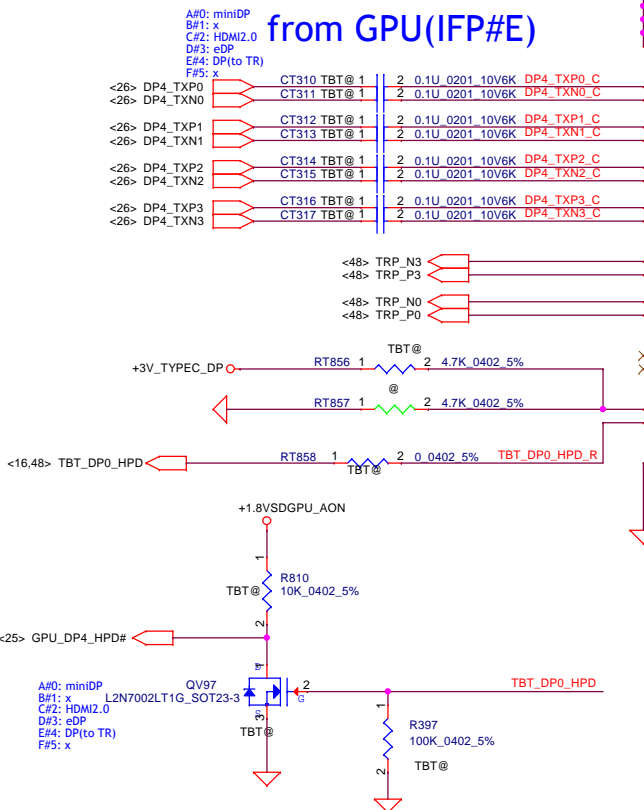 A#0: miniDP
B#1: x
C#2: HDMI2.0
D#3: eDP
E#4: DP(to TR)
F#5: x
from GPU(IFP#E)
<26> DP4_TXP0 CT310 TBT@ 1 2 0.1U_0201_10V6K DP4_TXP0_C
<26> DP4_TXN0 CT311 TBT@ 1 2 0.1U_0201_10V6K DP4_TXN0_C
<26> DP4_TXP1 CT312 TBT@ 1 2 0.1U_0201_10V6K DP4_TXP1_C
<26> DP4_TXN1 CT313 TBT@ 1 2 0.1U_0201_10V6K DP4_TXN1_C
<26> DP4_TXP2 CT314 TBT@ 1 2 0.1U_0201_10V6K DP4_TXP2_C
<26> DP4_TXN2 CT315 TBT@ 1 2 0.1U_0201_10V6K DP4_TXN2_C
<26> DP4_TXP3 CT316 TBT@ 1 2 0.1U_0201_10V6K DP4_TXP3_C
<26> DP4_TXN3 CT317 TBT@ 1 2 0.1U_0201_10V6K DP4_TXN3_C
<48> TRP_N3
<48> TRP_P3
<48> TRP_N0
<48> TRP_P0
TBT@
+3V_TYPEC_DP RT856 1 2 4.7K_0402_5%
@
RT857 1 2 4.7K_0402_5%
<16,48> TBT_DP0_HPD RT858 1 2 0_0402_5% TBT_DP0_HPD_R
TBT@
+1.8VSDGPU_AON
1
R810
TBT@ 10K_0402_5%
2
<25> GPU_DP4_HPD#
1
D
A#0: miniDP
B#1: x
C#2: HDMI2.0
D#3: eDP
E#4: DP(to TR)
F#5: x
QV97
L2N7002LT1G_SOT23-3
2
G
S
3
TBT@
TBT_DP0_HPD
1
R397
100K_0402_5%
TBT@
2